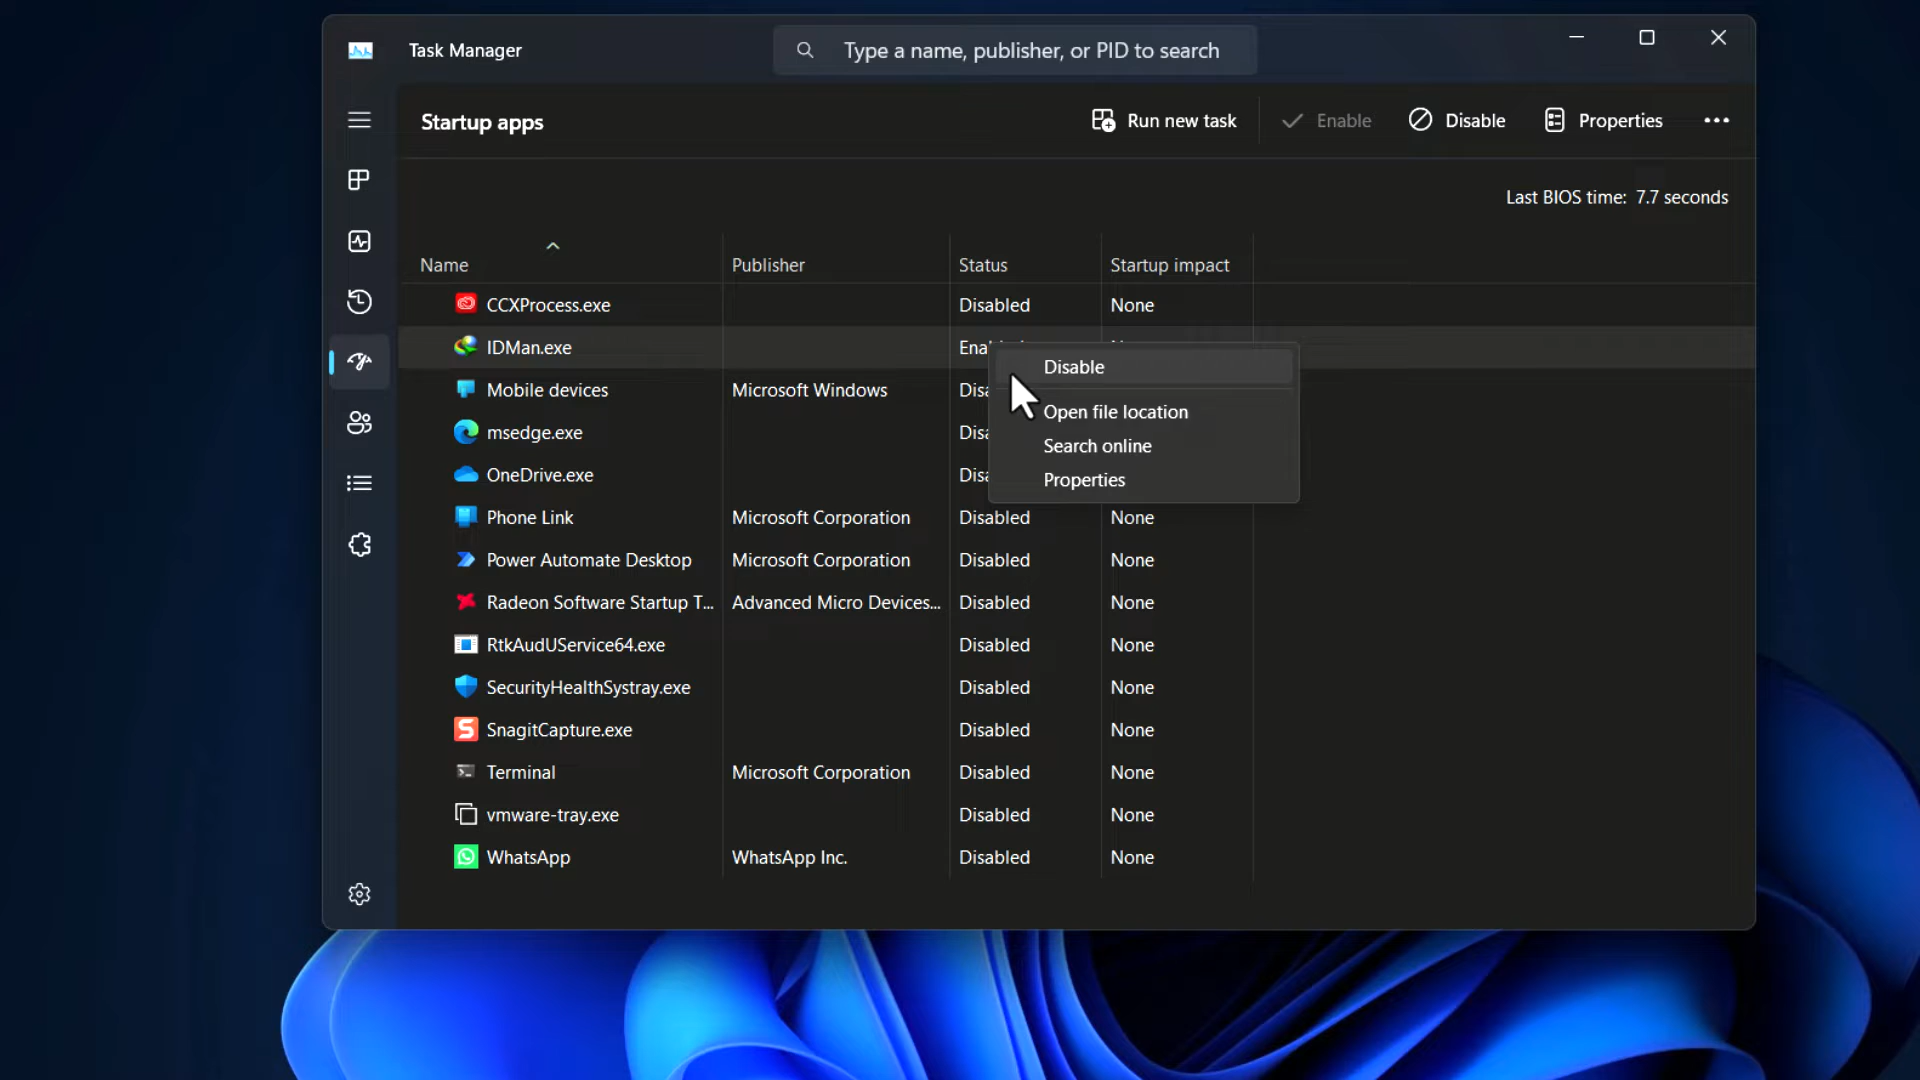 Task Manager
Type a name, publisher, or PID to search
Startup apps
Run new task
Enable
Disable
Properties
Last BIOS time: 7.7 seconds
Name Publisher Status Startup impact
CCXProcess.exe Disabled None
IDMan.exe
Disable
Mobile devices Microsoft Windows
Open file location
msedge.exe
Search online
OneDrive.exe
Properties
Phone Link Microsoft Corporation Disabled None
Power Automate Desktop Microsoft Corporation Disabled None
Radeon Software Startup T... Advanced Micro Devices... Disabled None
RtkAudUService64.exe Disabled None
SecurityHealthSystray.exe Disabled None
SnagitCapture.exe Disabled None
Terminal Microsoft Corporation Disabled None
vmware-tray.exe Disabled None
WhatsApp WhatsApp Inc. Disabled None